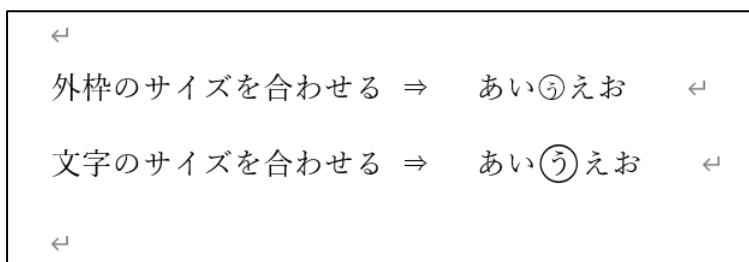 ↵
外枠のサイズを合わせる ⇒ あい㋒えお ↵
文字のサイズを合わせる ⇒ あい㋒えお ↵
↵